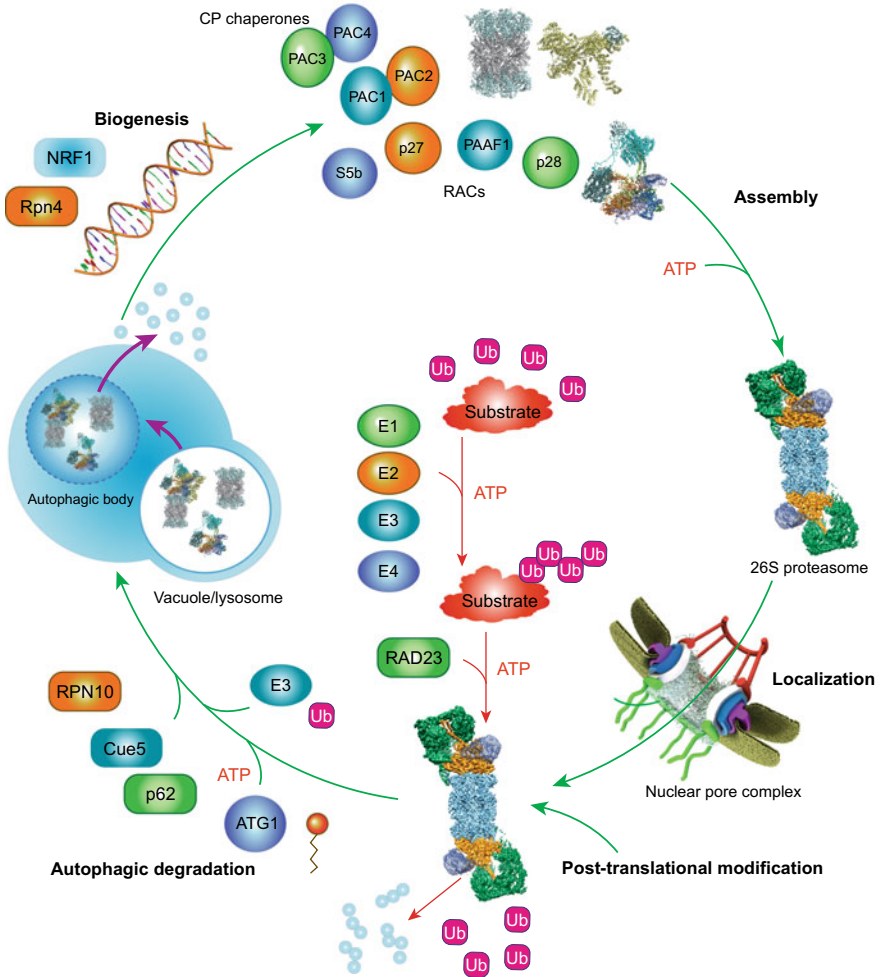 CP chaperones
PAC4
PAC3
PAC2
PAC1
Biogenesis
NRF1
Rpn4
p27
PAAF1
p28
S5b
RACs
Assembly
ATP
Ub
Ub
Ub
Ub
Substrate
E1
E2
ATP
E3
E4
Autophagic body
Vacuole/lysosome
26S proteasome
Ub
Ub
Ub
Ub
Substrate
RAD23
ATP
Localization
Nuclear pore complex
RPN10
E3
Ub
Cue5
ATP
p62
ATG1
Autophagic degradation
Post-translational modification
Ub
Ub
Ub
Ub